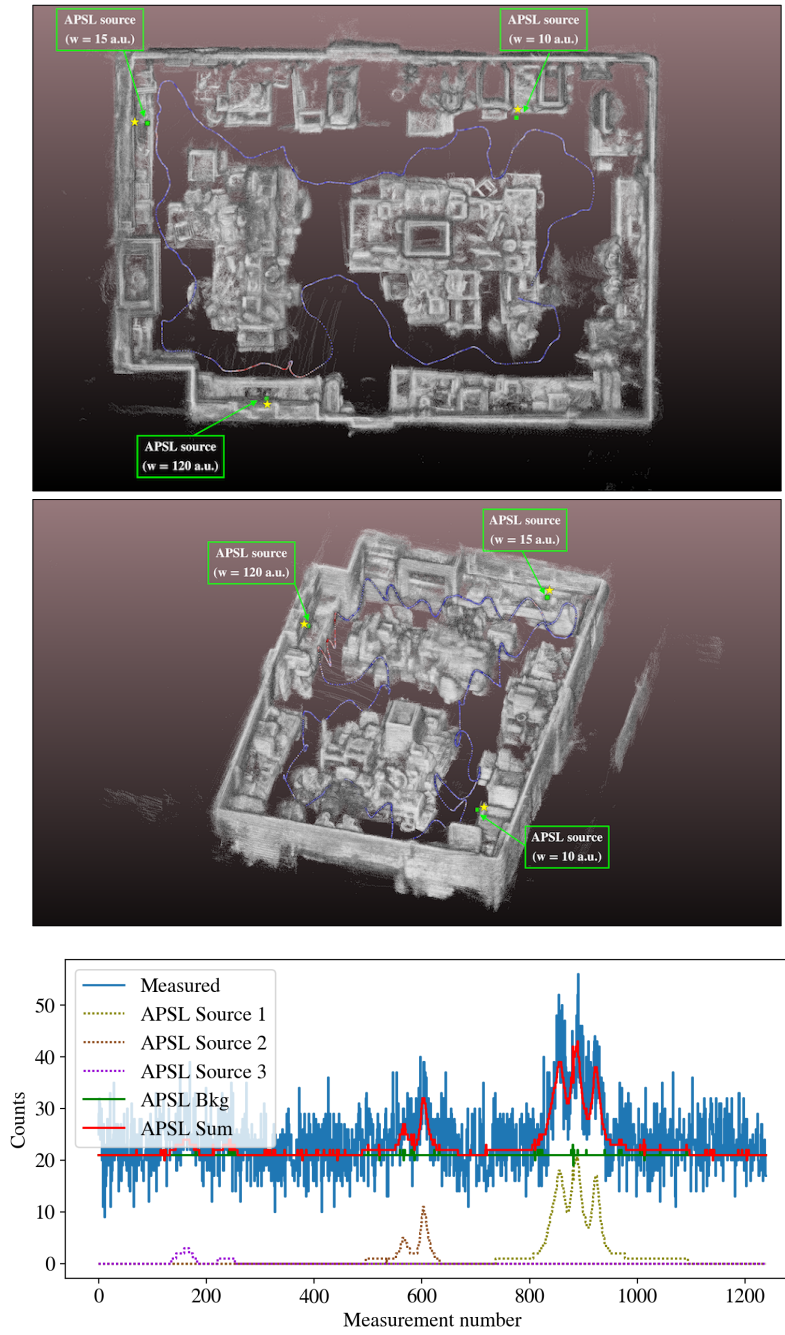 APSL source
(w = 15 a.u.)
APSL source
(w = 10 a.u.)
APSL source
(w = 120 a.u.)
APSL source
(w = 15 a.u.)
APSL source
(w = 120 a.u.)
APSL source
(w = 10 a.u.)
Measured
APSL Source 1
APSL Source 2
APSL Source 3
APSL Bkg
APSL Sum
50
40
30
20
10
0
Counts
0 200 400 600 800 1000 1200
Measurement number